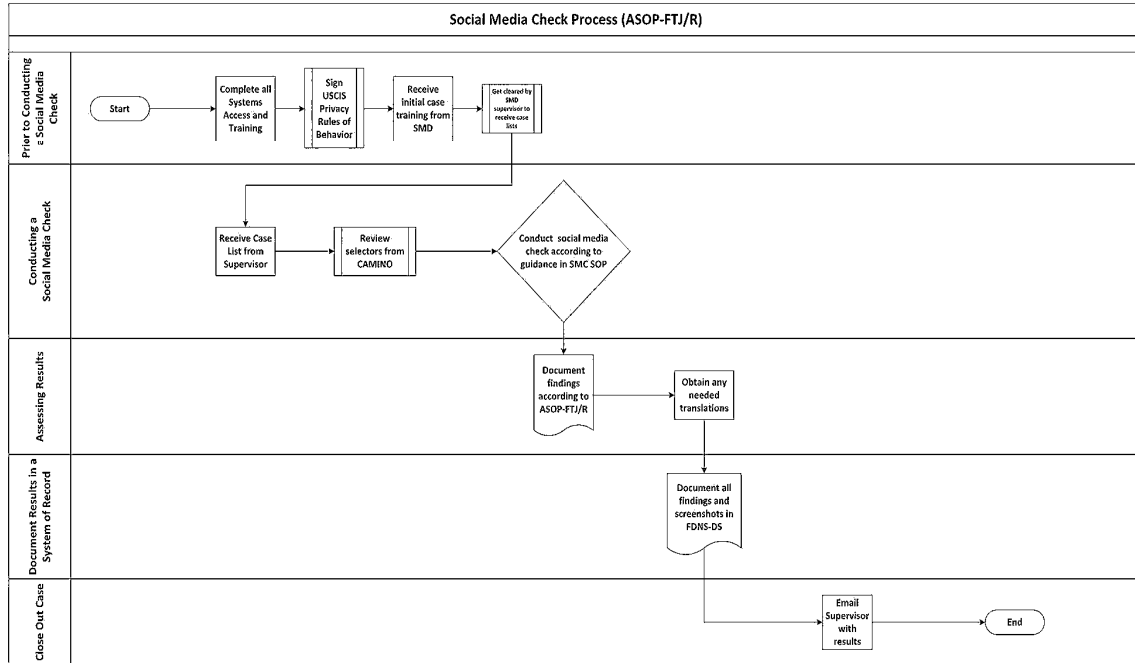 Social Media Check Process (ASOP-FTJ/R)
Prior to Conducting
a Social Media
Check
Start
Complete all
Systems
Access and
Training
Sign
USCIS
Privacy
Rules of
Behavior
Receive
initial case
training from
SMD
Get cleared by
SMD
supervisor to
receive case
lists
Conducting a
Social Media Check
Receive Case
List from
Supervisor
Review
selectors from
CAMINO
Conduct social media
check according to
guidance in SMC SOP
Assessing Results
Document
findings
according to
ASOP-FTJ/R
Obtain any
needed
translations
Document Results in a
System of Record
Document all
findings and
screenshots in
FDNS-DS
Close Out Case
Email
Supervisor
with
results
End